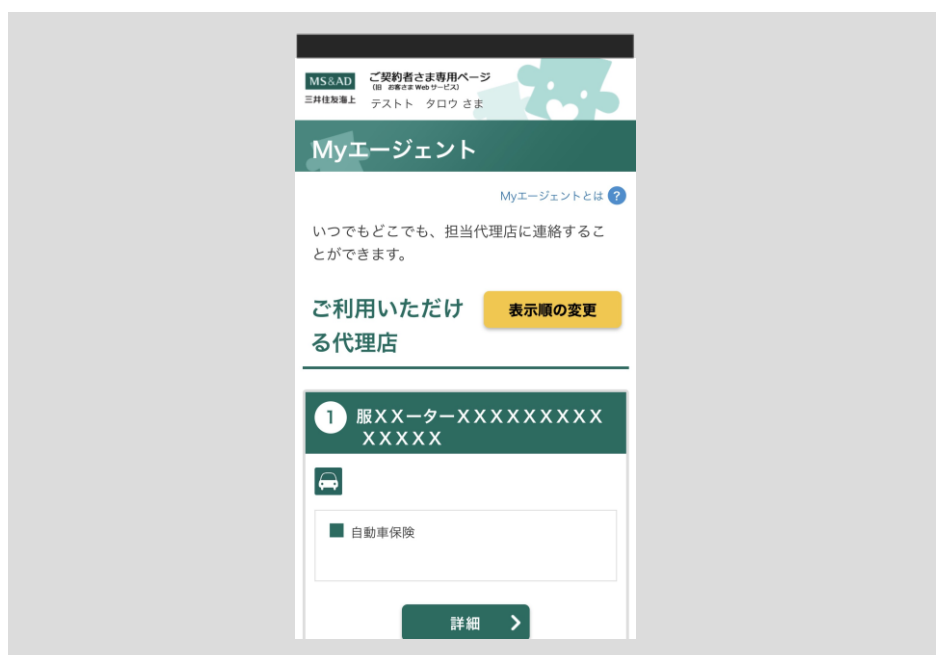 MS&AD
三井住友海上
ご契約者さま専用ページ
(旧 お客さまWebサービス)
テストト タロウ さま
Myエージェント
Myエージェントとは ?
いつでもどこでも、担当代理店に連絡するこ
とができます。
ご利用いただけ
る代理店
表示順の変更
1 服XXーターXXXXXXXXX
XXXXX
自動車保険
詳細